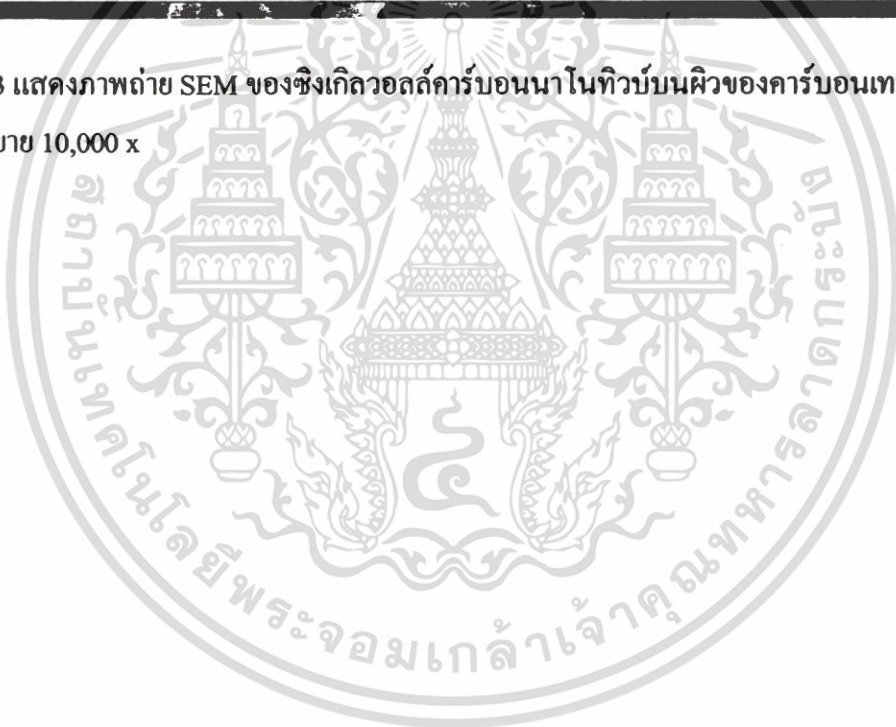 3 แสดงภาพถ่าย SEM ของซิงเกิลวอลล์คาร์บอนนาโนทิวบ์บนผิวของคาร์บอนเท
ยาย 10,000 x
สถาบันเทคโนโลยีพระจอมเกล้าเจ้าคุณทหารลาดกระบัง